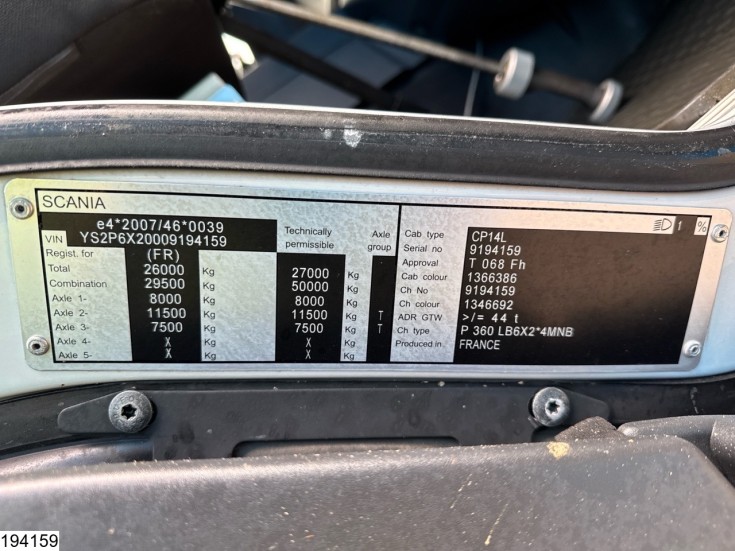 SCANIA
e4*2007/46*0039
VIN YS2P6X20009194159
Regist. for (FR) Technically permissible Axle group
Total 26000 Kg 27000 Kg
Combination 29500 Kg 50000 Kg
Axle 1- 8000 Kg 8000 Kg
Axle 2- 11500 Kg 11500 Kg T
Axle 3- 7500 Kg 7500 Kg T
Axle 4- X Kg X Kg
Axle 5- X Kg X Kg
1 %
Cab type CP14L
Serial no 9194159
Approval T 068 Fh
Cab colour 1366386
Ch No 9194159
Ch colour 1346692
ADR GTW >/= 44 t
Ch type P 360 LB6X2*4MNB
Produced in FRANCE
194159